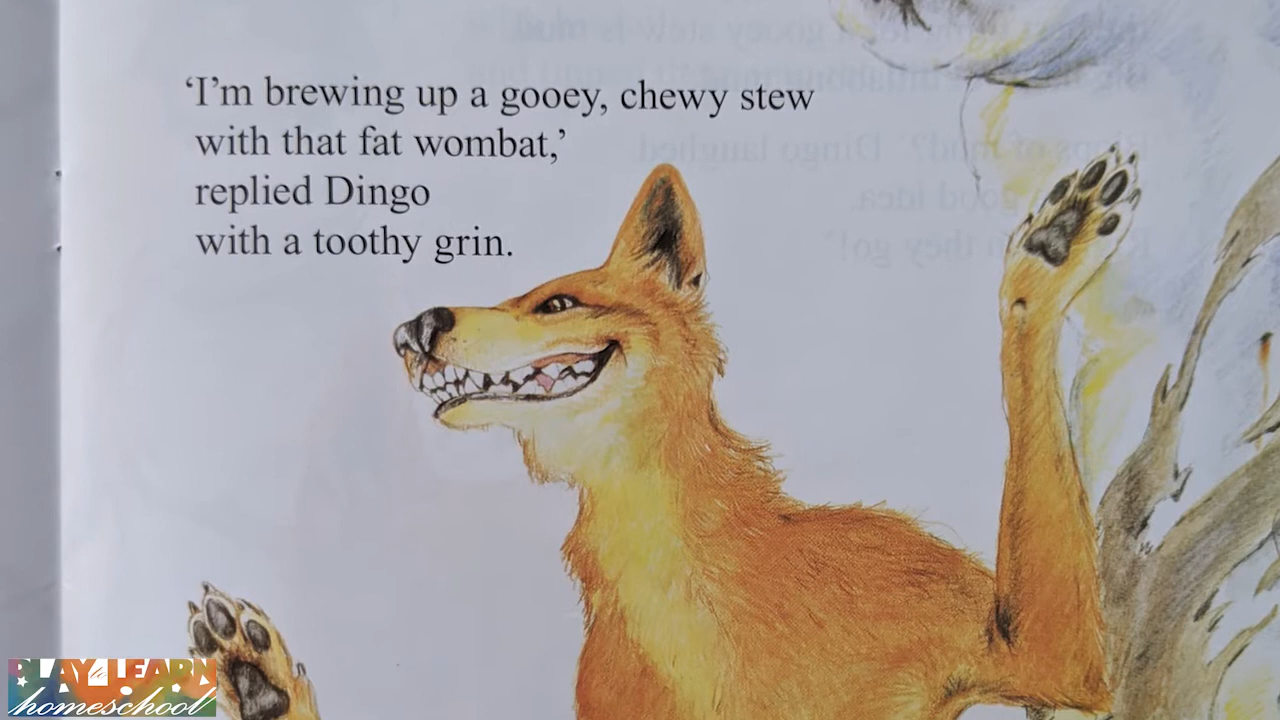 ‘I’m brewing up a gooey, chewy stew
with that fat wombat,’
replied Dingo
with a toothy grin.
PLAY & LEARN
homeschool